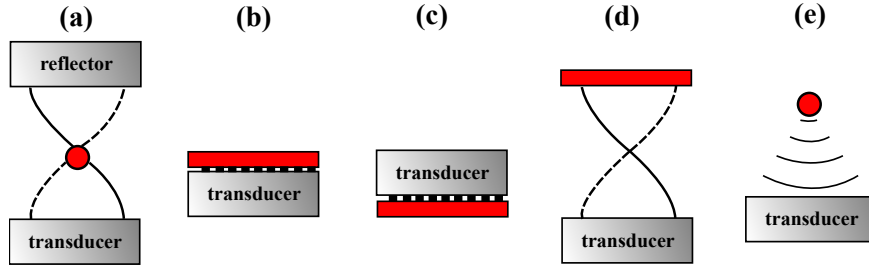 (a)
(b)
(c)
(d)
(e)
reflector
transducer
transducer
transducer
transducer
transducer